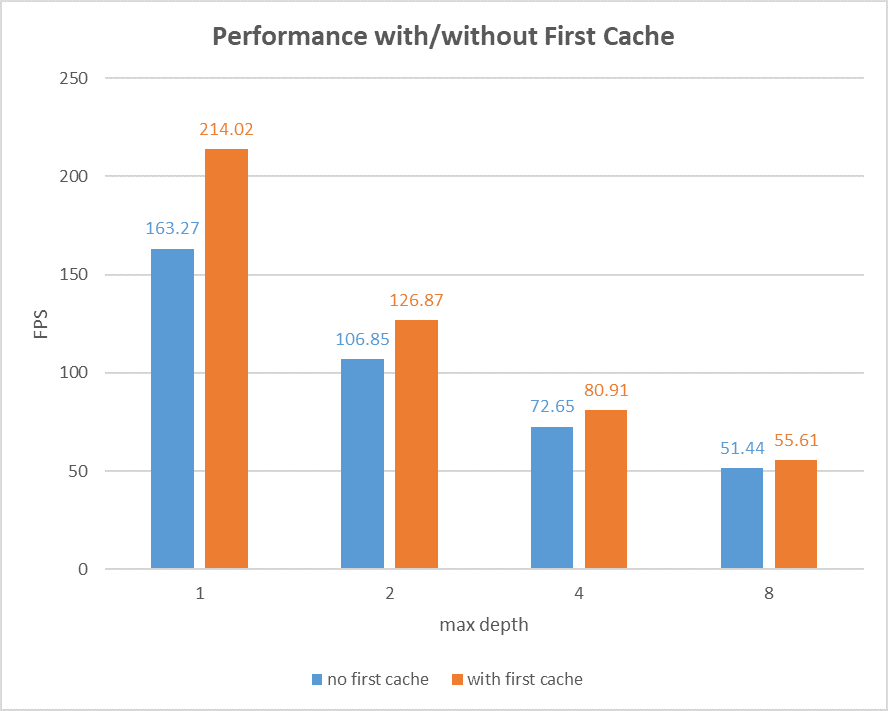 Performance with/without First Cache
250
200
150
100
50
0
FPS
163.27
214.02
106.85
126.87
72.65
80.91
51.44
55.61
1 2 4 8
max depth
no first cache with first cache